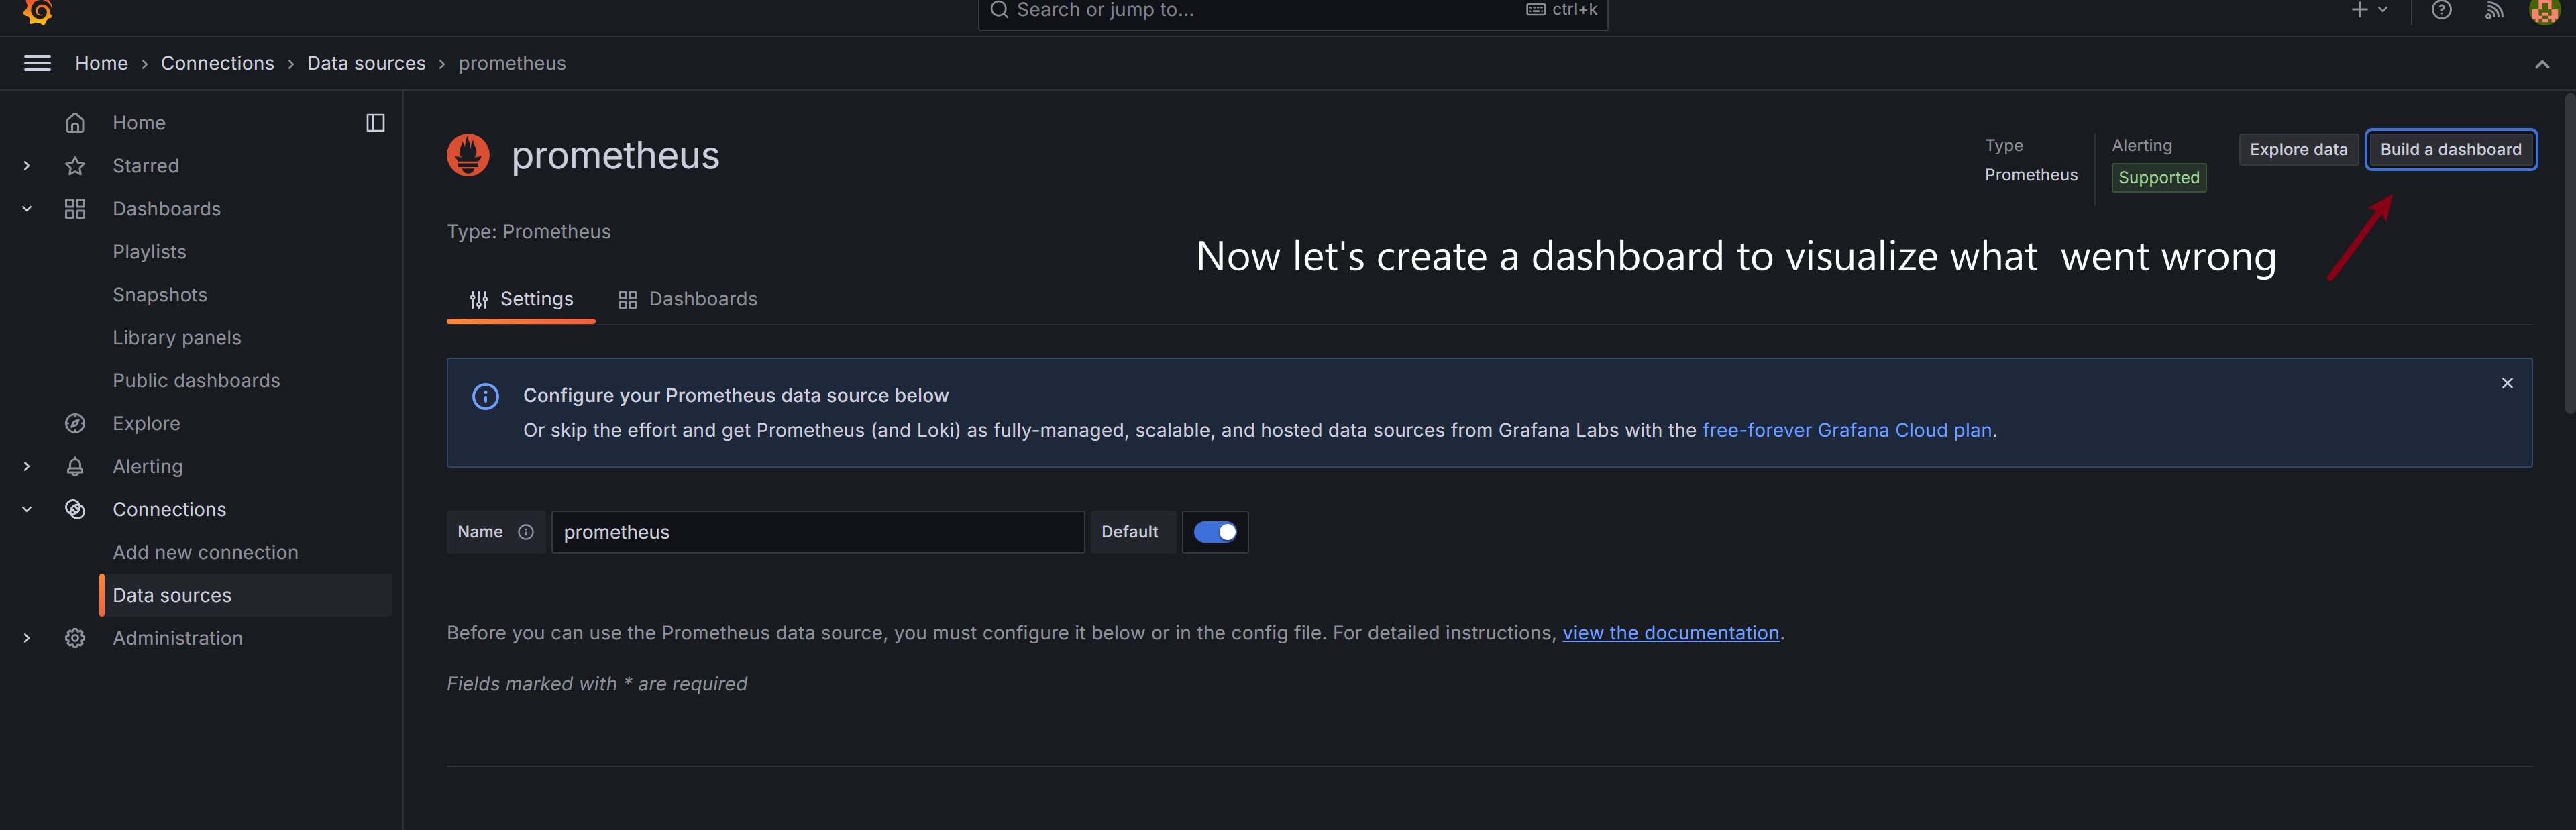 Search or jump to...
ctrl+k
Home › Connections › Data sources › prometheus
Home
Starred
Dashboards
Playlists
Snapshots
Library panels
Public dashboards
Explore
Alerting
Connections
Add new connection
Data sources
Administration
prometheus
Type
Prometheus
Alerting
Supported
Explore data
Build a dashboard
Type: Prometheus
Now let's create a dashboard to visualize what  went wrong
Settings
Dashboards
Configure your Prometheus data source below
Or skip the effort and get Prometheus (and Loki) as fully-managed, scalable, and hosted data sources from Grafana Labs with the free-forever Grafana Cloud plan.
Name
prometheus
Default
Before you can use the Prometheus data source, you must configure it below or in the config file. For detailed instructions, view the documentation.
Fields marked with * are required